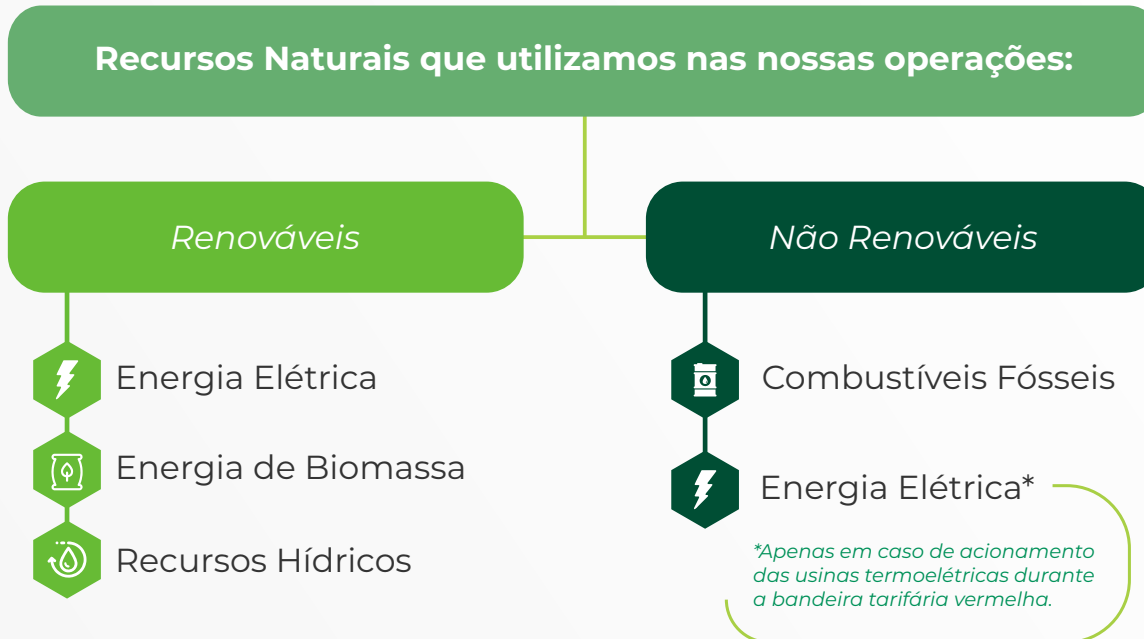 Recursos Naturais que utilizamos nas nossas operações:
Renováveis
Energia Elétrica
Energia de Biomassa
Recursos Hídricos
Não Renováveis
Combustíveis Fósseis
Energia Elétrica*
*Apenas em caso de acionamento
das usinas termoelétricas durante
a bandeira tarifária vermelha.